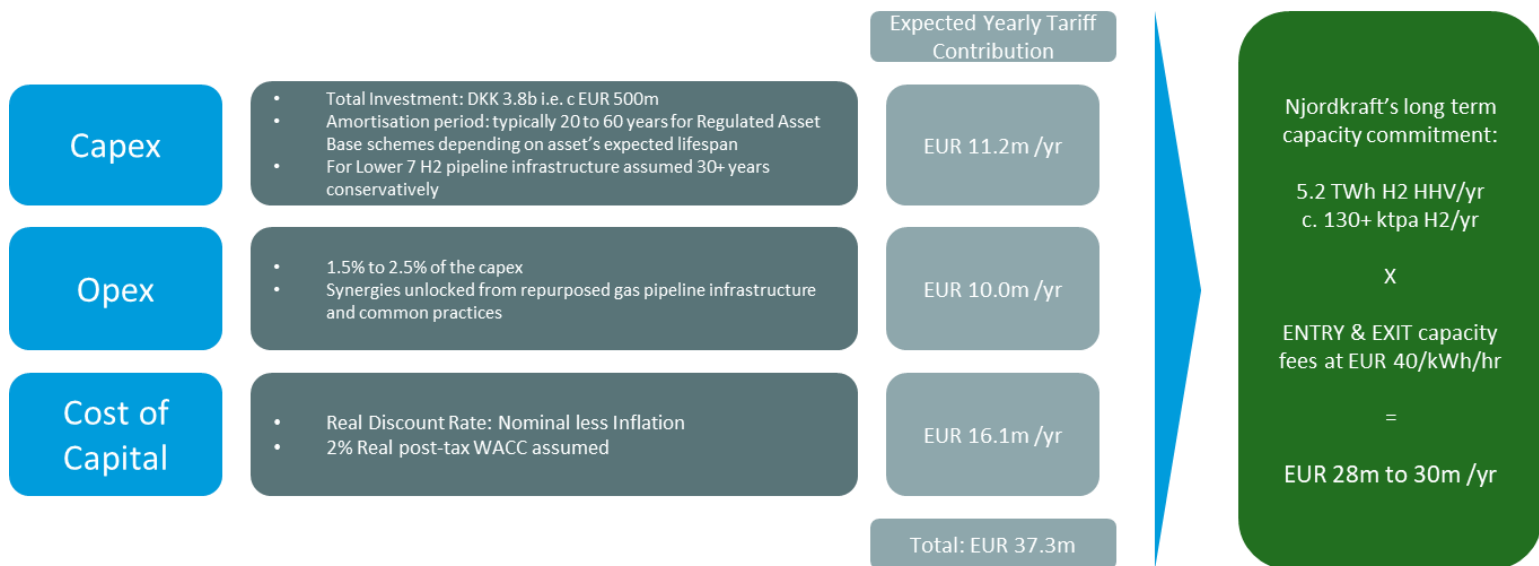 Expected Yearly Tariff
Contribution
Capex
• Total Investment: DKK 3.8b i.e. c EUR 500m
• Amortisation period: typically 20 to 60 years for Regulated Asset
Base schemes depending on asset's expected lifespan
• For Lower 7 H2 pipeline infrastructure assumed 30+ years
conservatively
EUR 11.2m /yr
Opex
• 1.5% to 2.5% of the capex
• Synergies unlocked from repurposed gas pipeline infrastructure
and common practices
EUR 10.0m /yr
Cost of
Capital
• Real Discount Rate: Nominal less Inflation
• 2% Real post-tax WACC assumed
EUR 16.1m /yr
Total: EUR 37.3m
Njordkraft's long term
capacity commitment:
5.2 TWh H2 HHV/yr
c. 130+ ktpa H2/yr
X
ENTRY & EXIT capacity
fees at EUR 40/kWh/hr
=
EUR 28m to 30m /yr